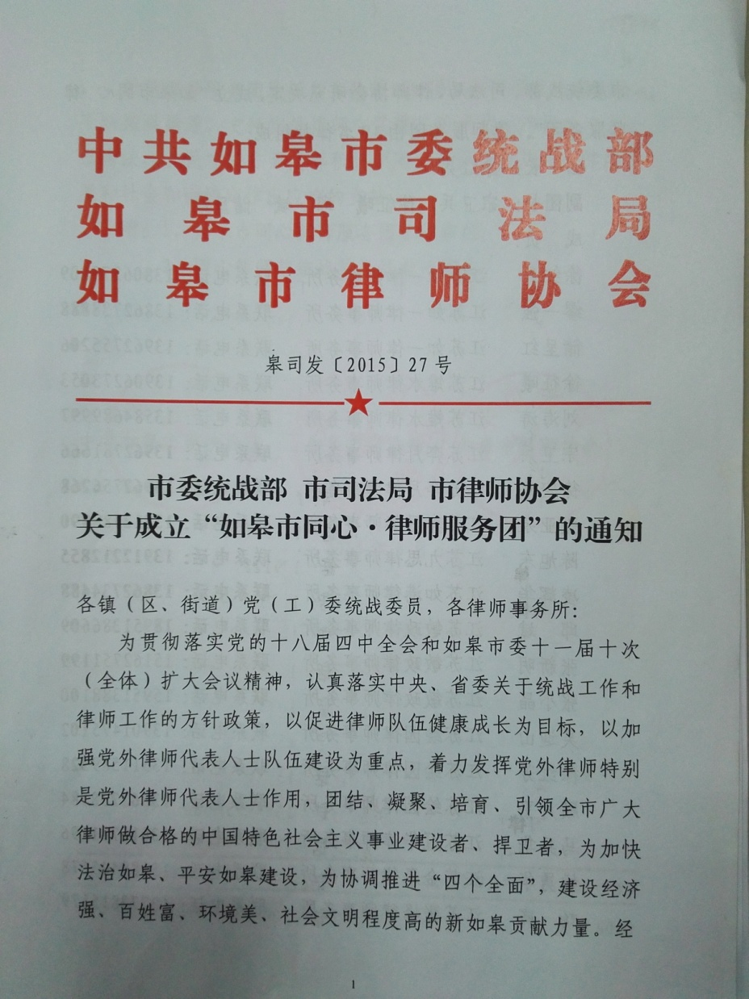 中共如皋市委统战部
如皋市司法局
如皋市律师协会
皋司发〔2015〕27号
市委统战部 市司法局 市律师协会
关于成立“如皋市同心·律师服务团”的通知
各镇（区、街道）党（工）委统战委员，各律师事务所：
为贯彻落实党的十八届四中全会和如皋市委十一届十次
（全体）扩大会议精神，认真落实中央、省委关于统战工作和
律师工作的方针政策，以促进律师队伍健康成长为目标，以加
强党外律师代表人士队伍建设为重点，着力发挥党外律师特别
是党外律师代表人士作用，团结、凝聚、培育、引领全市广大
律师做合格的中国特色社会主义事业建设者、捍卫者，为加快
法治如皋、平安如皋建设，为协调推进“四个全面”，建设经济
强、百姓富、环境美、社会文明程度高的新如皋贡献力量。经
1